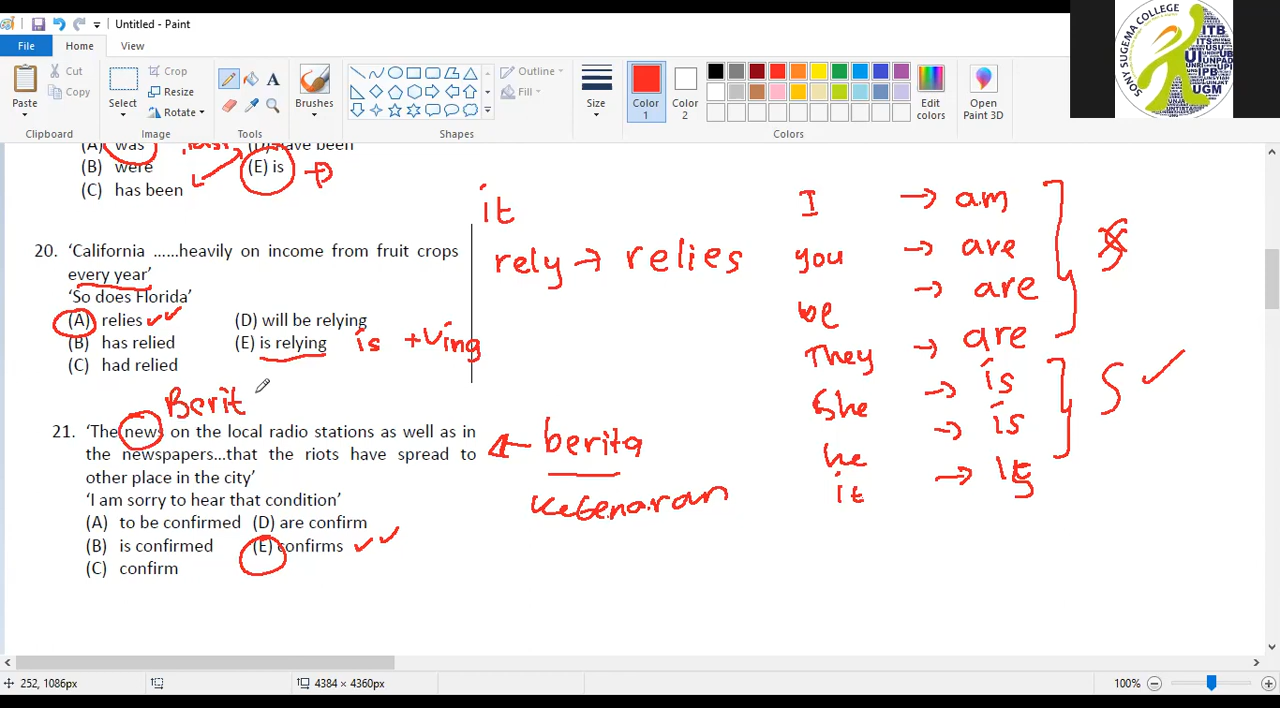 Untitled - Paint
File
Home
View
Paste
Cut
Copy
Clipboard
Select
Crop
Resize
Rotate
Image
Tools
Brushes
Shapes
Outline
Fill
Size
Color 1
Color 2
Edit colors
Open Paint 3D
Colors
SONY SUGEMA COLLEGE
ITB
UI
UGM
(A) was
(D) have been
(B) were
(E) is
(C) has been
20. 'California ......heavily on income from fruit crops
every year'
'So does Florida'
(A) relies
(D) will be relying
(B) has relied
(E) is relying
is +Ving
(C) had relied
Berit
21. 'The news on the local radio stations as well as in
the newspapers...that the riots have spread to
other place in the city'
'I am sorry to hear that condition'
(A) to be confirmed (D) are confirm
(B) is confirmed
(E) confirms
(C) confirm
it
rely → relies
← berita
kebenaran
I → am
you → are
→ are
They → are
She → is
he → is
it →
S
252, 1086px
4384 × 4360px
100%